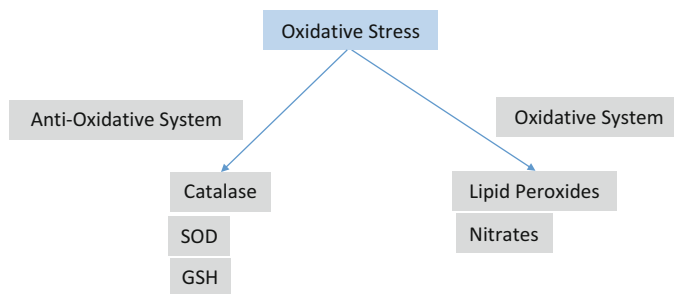 Oxidative Stress
Anti-Oxidative System
Oxidative System
Catalase
Lipid Peroxides
SOD
Nitrates
GSH